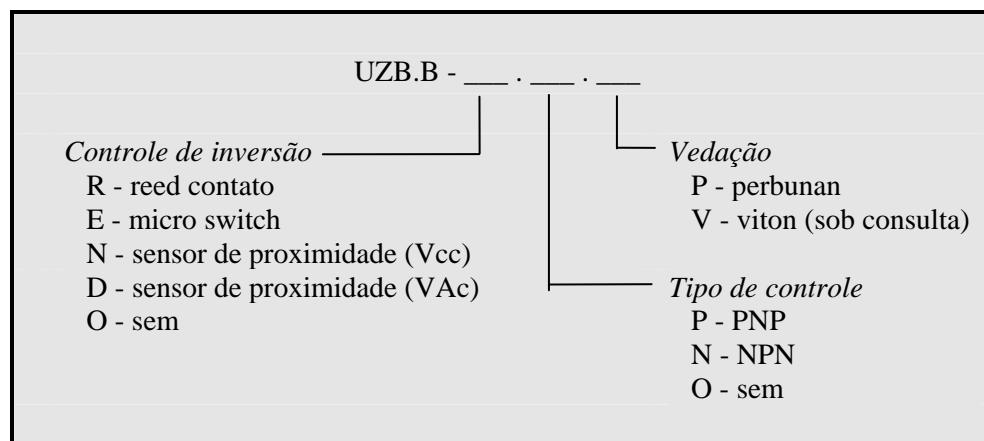 UZB.B - ___ . ___ . ___
Controle de inversão
R - reed contato
E - micro switch
N - sensor de proximidade (Vcc)
D - sensor de proximidade (VAc)
O - sem
Vedação
P - perbunan
V - viton (sob consulta)
Tipo de controle
P - PNP
N - NPN
O - sem